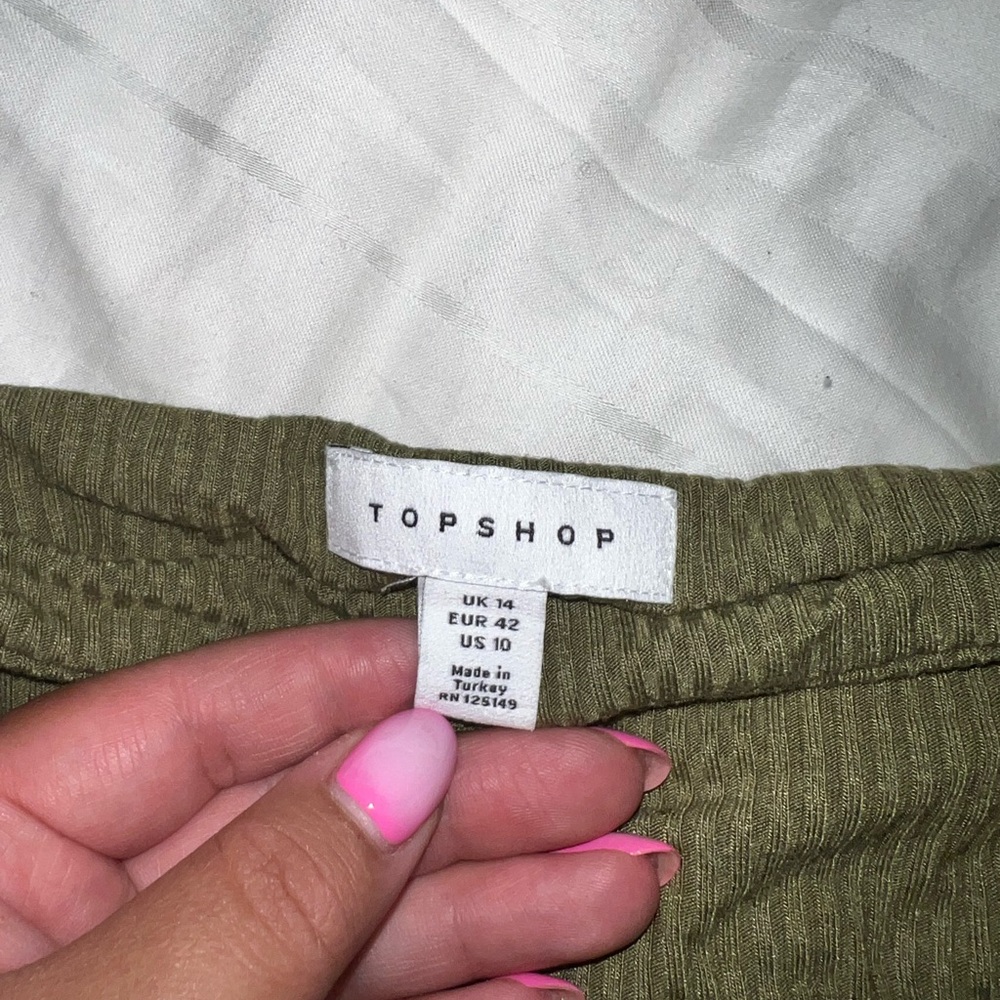 TOPSHOP
UK 14
EUR 42
US 10
Made in
Turkey
RN 125149